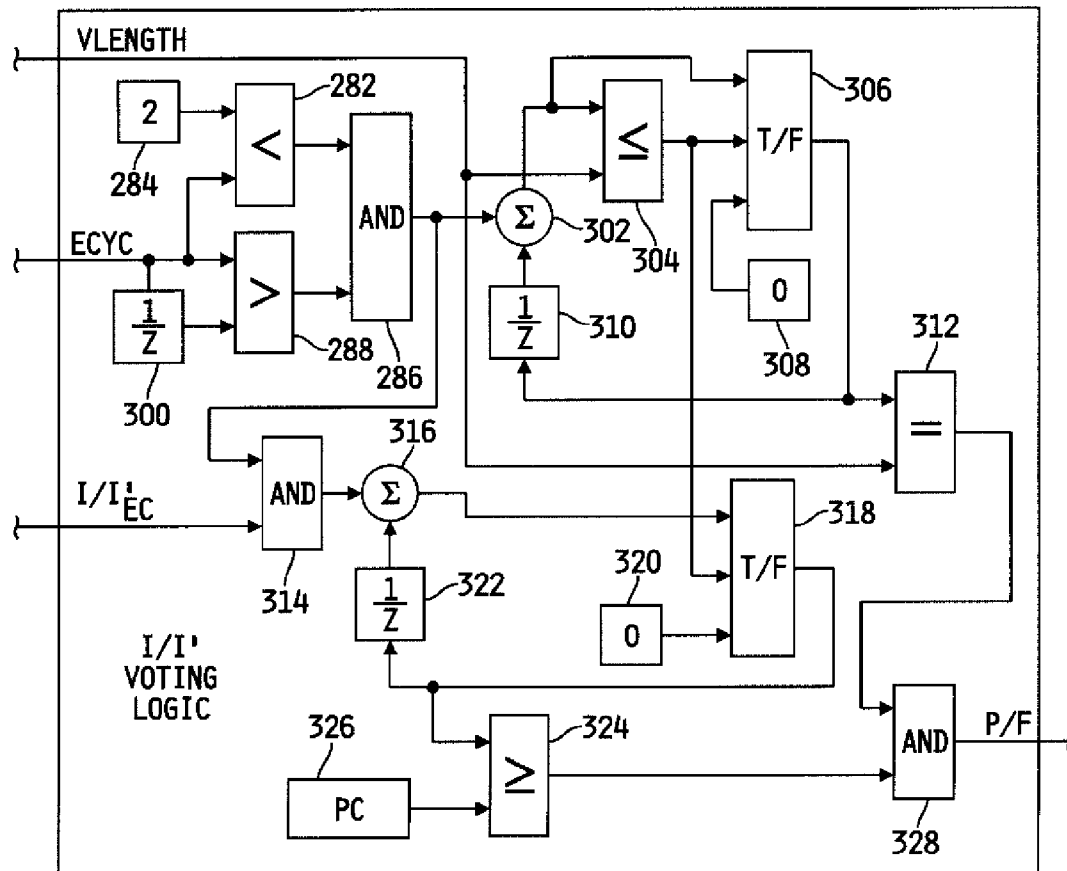 VLENGTH
282
306
2
<
≤
T/F
284
AND
Σ
302
304
ECYC
>
0
1/Z
288
1/Z
310
308
312
300
286
=
316
I/I'EC
AND
Σ
318
314
1/Z
322
320
T/F
0
I/I'
VOTING
LOGIC
326
324
AND
P/F
PC
≥
328